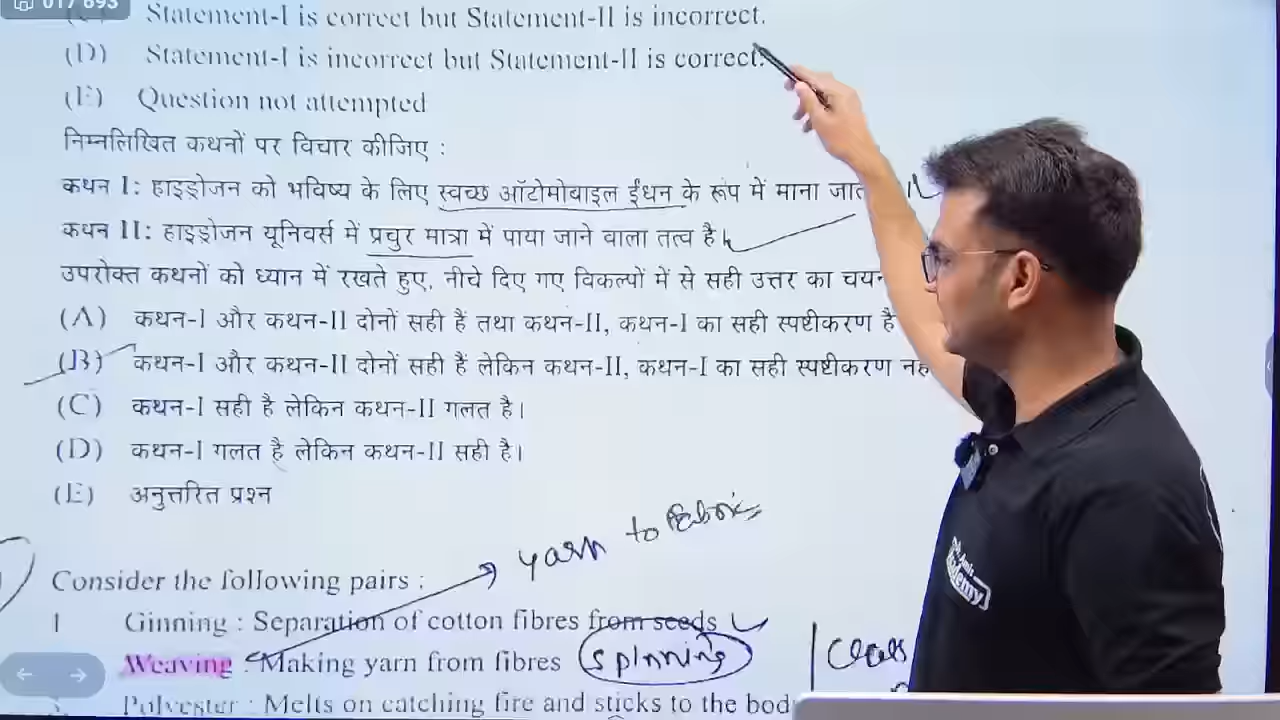 017 693
Statement-I is correct but Statement-II is incorrect.
(D) Statement-I is incorrect but Statement-II is correct.
(E) Question not attempted
निम्नलिखित कथनों पर विचार कीजिए :
कथन I: हाइड्रोजन को भविष्य के लिए स्वच्छ ऑटोमोबाइल ईंधन के रूप में माना जात
कथन II: हाइड्रोजन यूनिवर्स में प्रचुर मात्रा में पाया जाने वाला तत्व है।
उपरोक्त कथनों को ध्यान में रखते हुए, नीचे दिए गए विकल्पों में से सही उत्तर का चयन
(A) कथन-I और कथन-II दोनों सही हैं तथा कथन-II, कथन-I का सही स्पष्टीकरण है
(B) कथन-I और कथन-II दोनों सही हैं लेकिन कथन-II, कथन-I का सही स्पष्टीकरण नह
(C) कथन-I सही है लेकिन कथन-II गलत है।
(D) कथन-I गलत है लेकिन कथन-II सही है।
(E) अनुत्तरित प्रश्न
yarn to
Consider the following pairs :
1 Ginning : Separation of cotton fibres from seeds
Weaving : Making yarn from fibres spinning
Polyester : Melts on catching fire and sticks to the bod
Academy